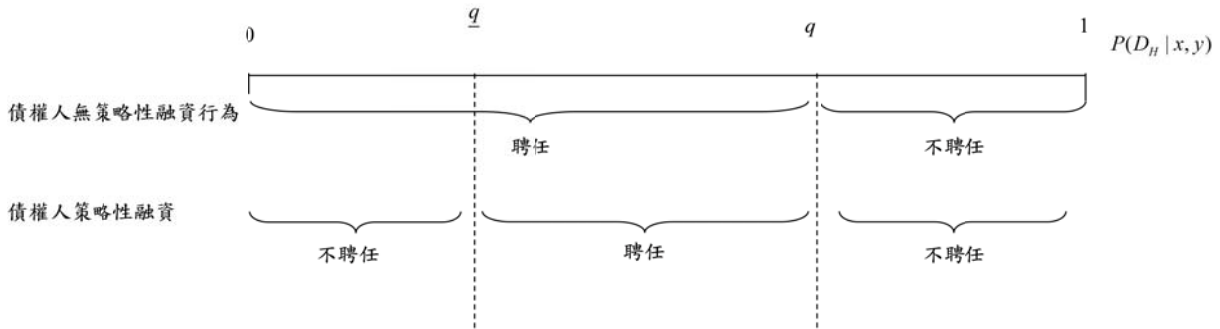 0 q q 1 P(D_H | x, y)
債權人無策略性融資行為
聘任 不聘任
債權人策略性融資
不聘任 聘任 不聘任